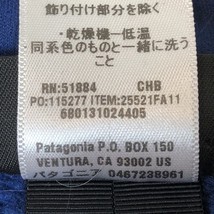 飾り付け部分を除く
・乾燥機ー低温
・同系色のものと一緒に洗う
こと
RN:51884 CHB
PO:115277 ITEM:25521FA11
6B0131024405
Patagonia P.O. BOX 150
VENTURA, CA 93002 US
パタゴニア 0467238961